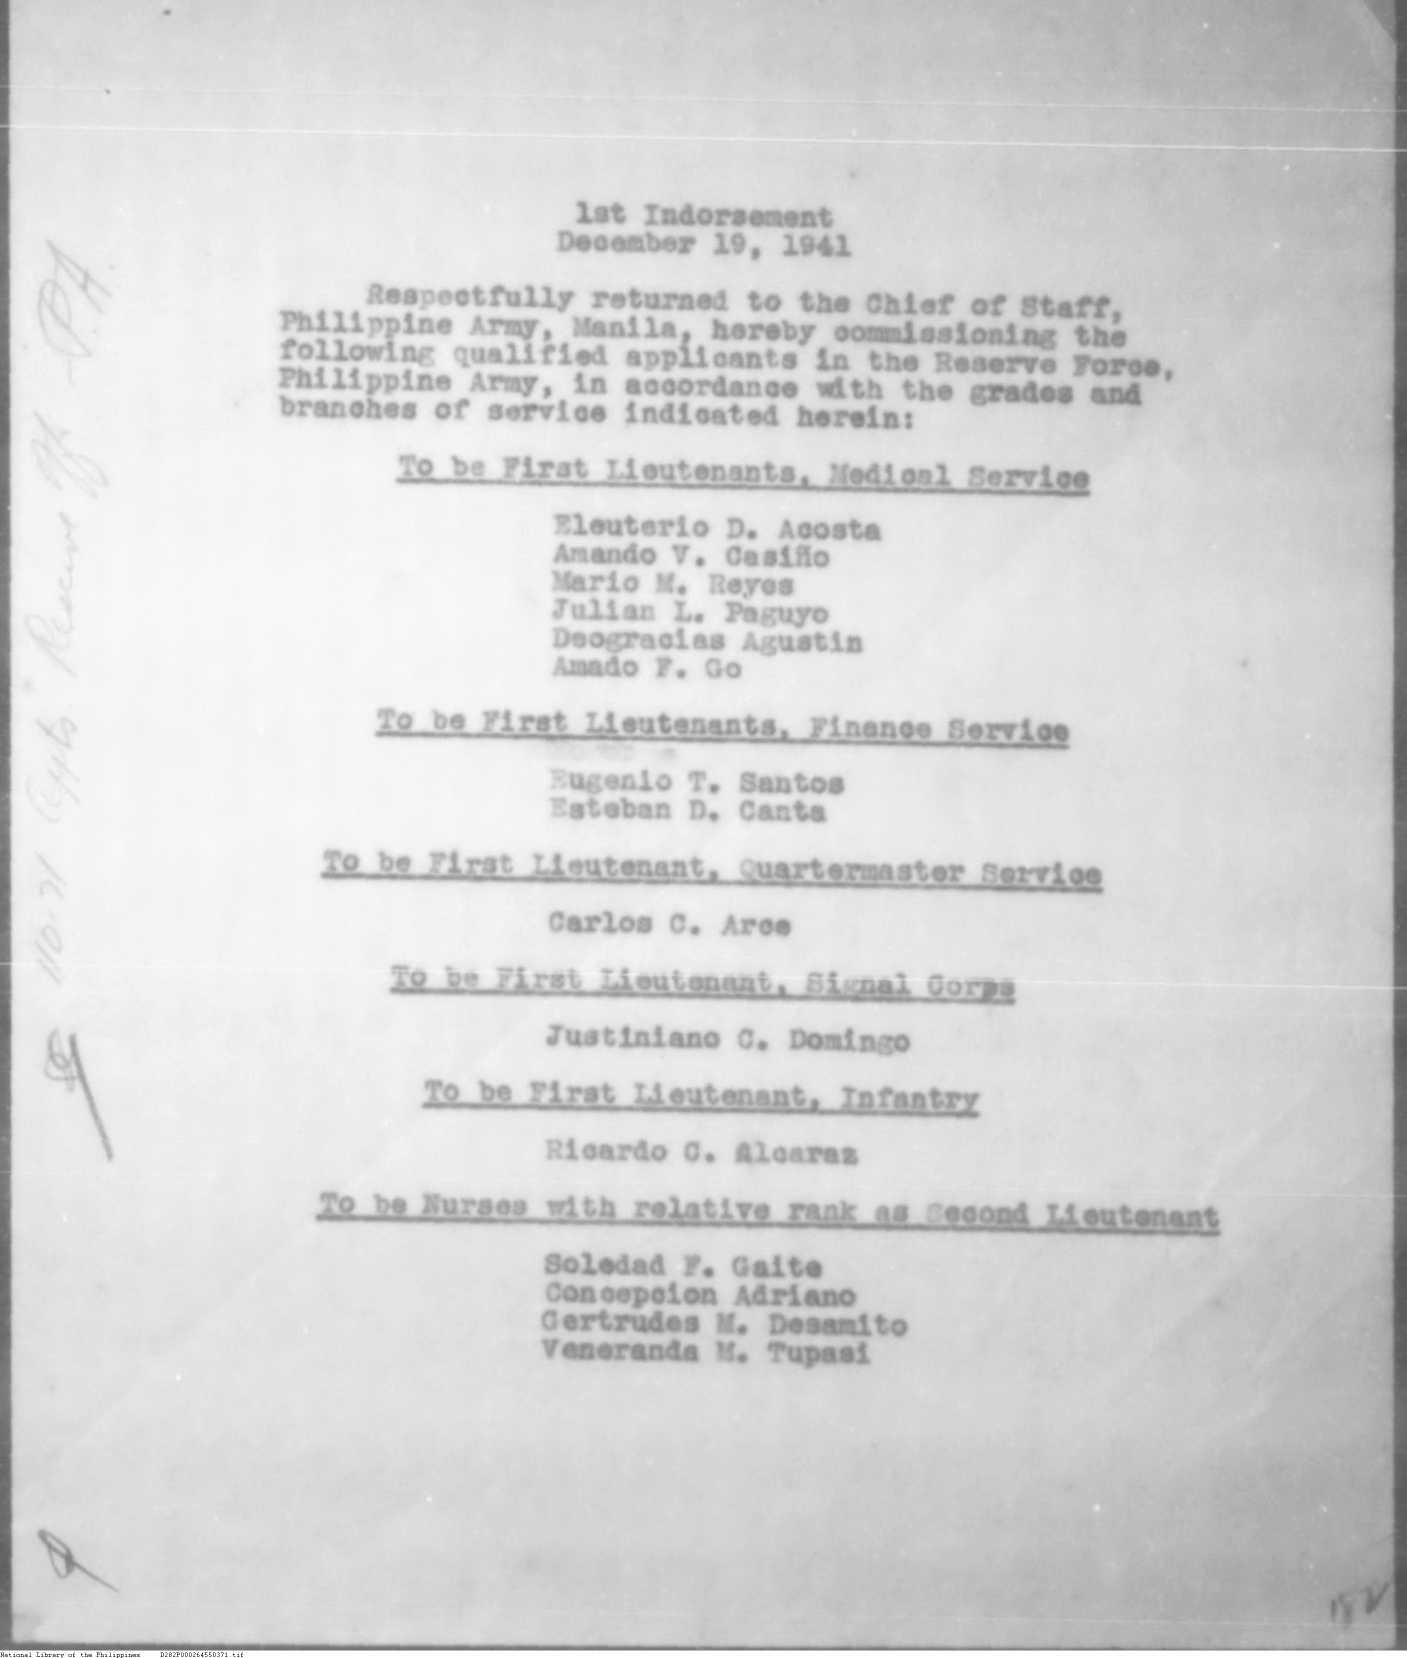 1st Indorsement
December 19, 1941
Respectfully returned to the Chief of Staff,
Philippine Army, Manila, hereby commissioning the
following qualified applicants in the Reserve Force,
Philippine Army, in accordance with the grades and
branches of service indicated herein:
To be First Lieutenants, Medical Service
Eleuterio D. Acosta
Amando V. Casiño
Mario M. Reyes
Julian L. Paguyo
Deogracias Agustin
Amado F. Go
To be First Lieutenants, Finance Service
Eugenio T. Santos
Esteban D. Canta
To be First Lieutenant, Quartermaster Service
Carlos C. Arce
To be First Lieutenant, Signal Corps
Justiniano C. Domingo
To be First Lieutenant, Infantry
Ricardo C. Alcaraz
To be Nurses with relative rank as Second Lieutenant
Soledad F. Gaite
Concepcion Adriano
Gertrudes M. Desamito
Veneranda M. Tupasi
Appts. Reserve Off. - P.A.
182
National Library of the Philippines D282P000264550371.tif